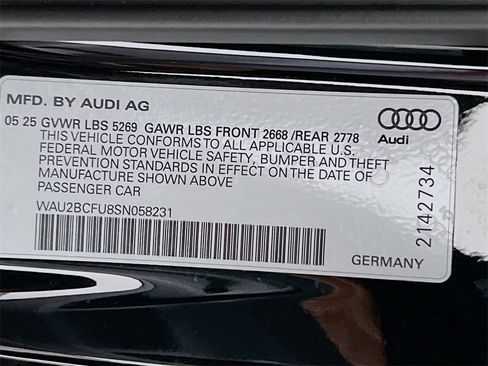 MFD. BY AUDI AG
05 25 GVWR LBS 5269 GAWR LBS FRONT 2668 /REAR 2778
THIS VEHICLE CONFORMS TO ALL APPLICABLE U.S.
FEDERAL MOTOR VEHICLE SAFETY, BUMPER AND THEFT
PREVENTION STANDARDS IN EFFECT ON THE DATE OF
MANUFACTURE SHOWN ABOVE
PASSENGER CAR
WAU2BCFU8SN058231
Audi
2142734
GERMANY